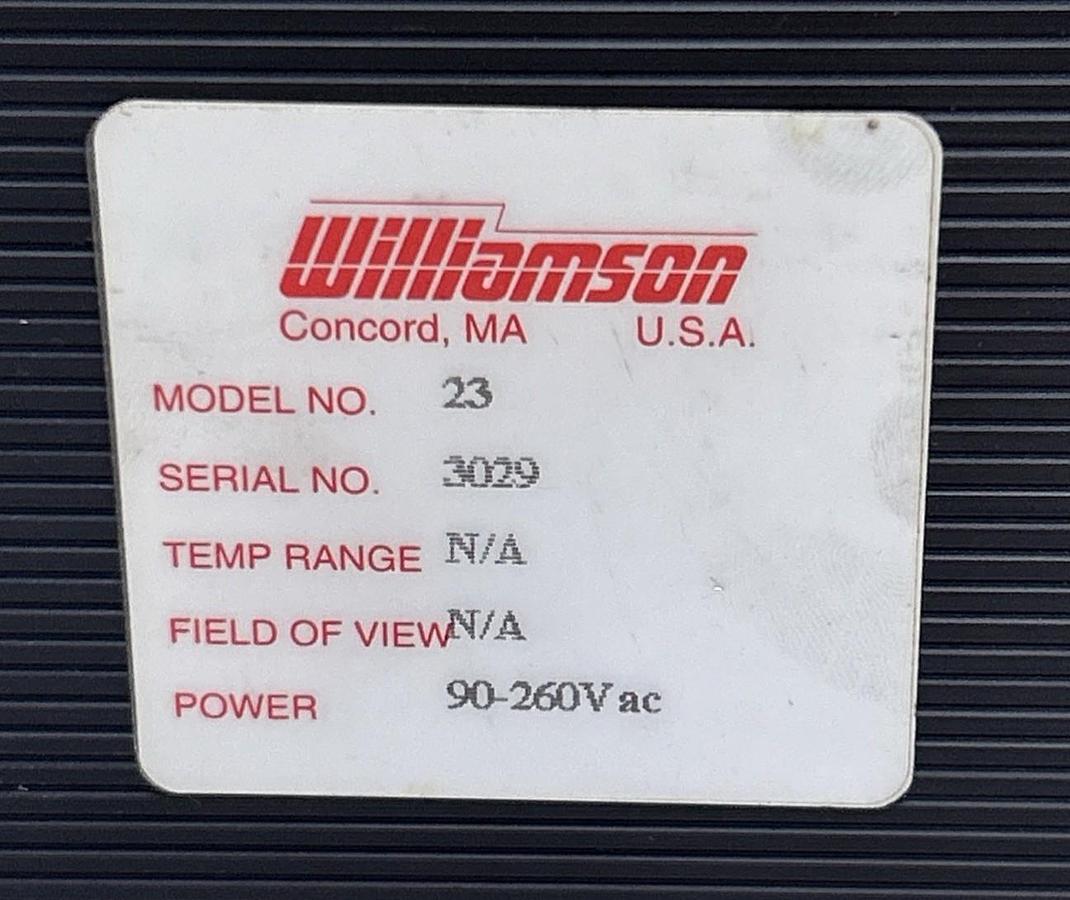 Williamson
Concord, MA U.S.A.
MODEL NO. 23
SERIAL NO. 3029
TEMP RANGE N/A
FIELD OF VIEW N/A
POWER 90-260Vac